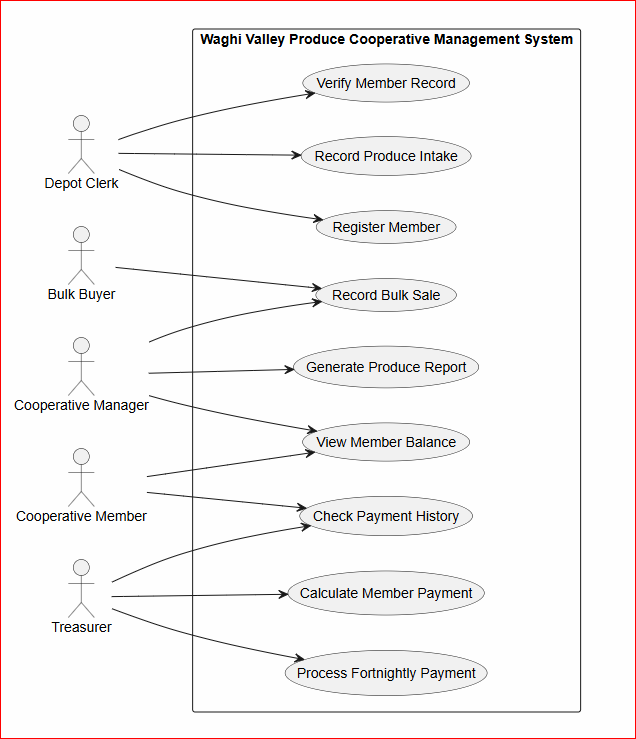 Waghi Valley Produce Cooperative Management System
Verify Member Record
Record Produce Intake
Depot Clerk
Register Member
Bulk Buyer
Record Bulk Sale
Generate Produce Report
Cooperative Manager
View Member Balance
Cooperative Member
Check Payment History
Calculate Member Payment
Treasurer
Process Fortnightly Payment